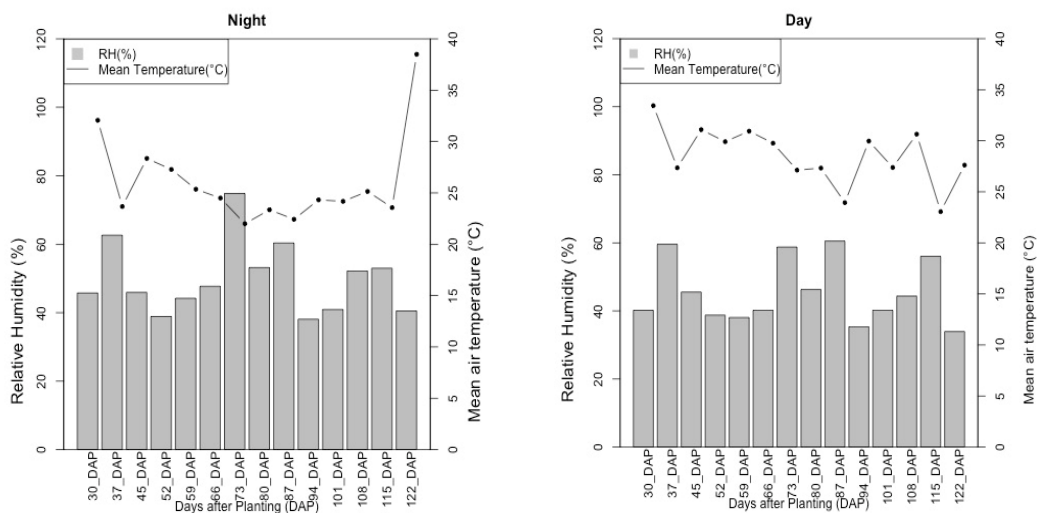 Night
RH(%)
Mean Temperature(°C)
Relative Humidity (%)
0
20
40
60
80
100
120
Mean air temperature (°C)
0
5
10
15
20
25
30
35
40
30_DAP
37_DAP
45_DAP
52_DAP
59_DAP
66_DAP
73_DAP
80_DAP
87_DAP
94_DAP
101_DAP
108_DAP
115_DAP
122_DAP
Days after Planting (DAP)
Day
RH(%)
Mean Temperature(°C)
Relative Humidity (%)
0
20
40
60
80
100
120
Mean air temperature (°C)
0
5
10
15
20
25
30
35
40
30_DAP
37_DAP
45_DAP
52_DAP
59_DAP
66_DAP
73_DAP
80_DAP
87_DAP
94_DAP
101_DAP
108_DAP
115_DAP
122_DAP
Days after Planting (DAP)